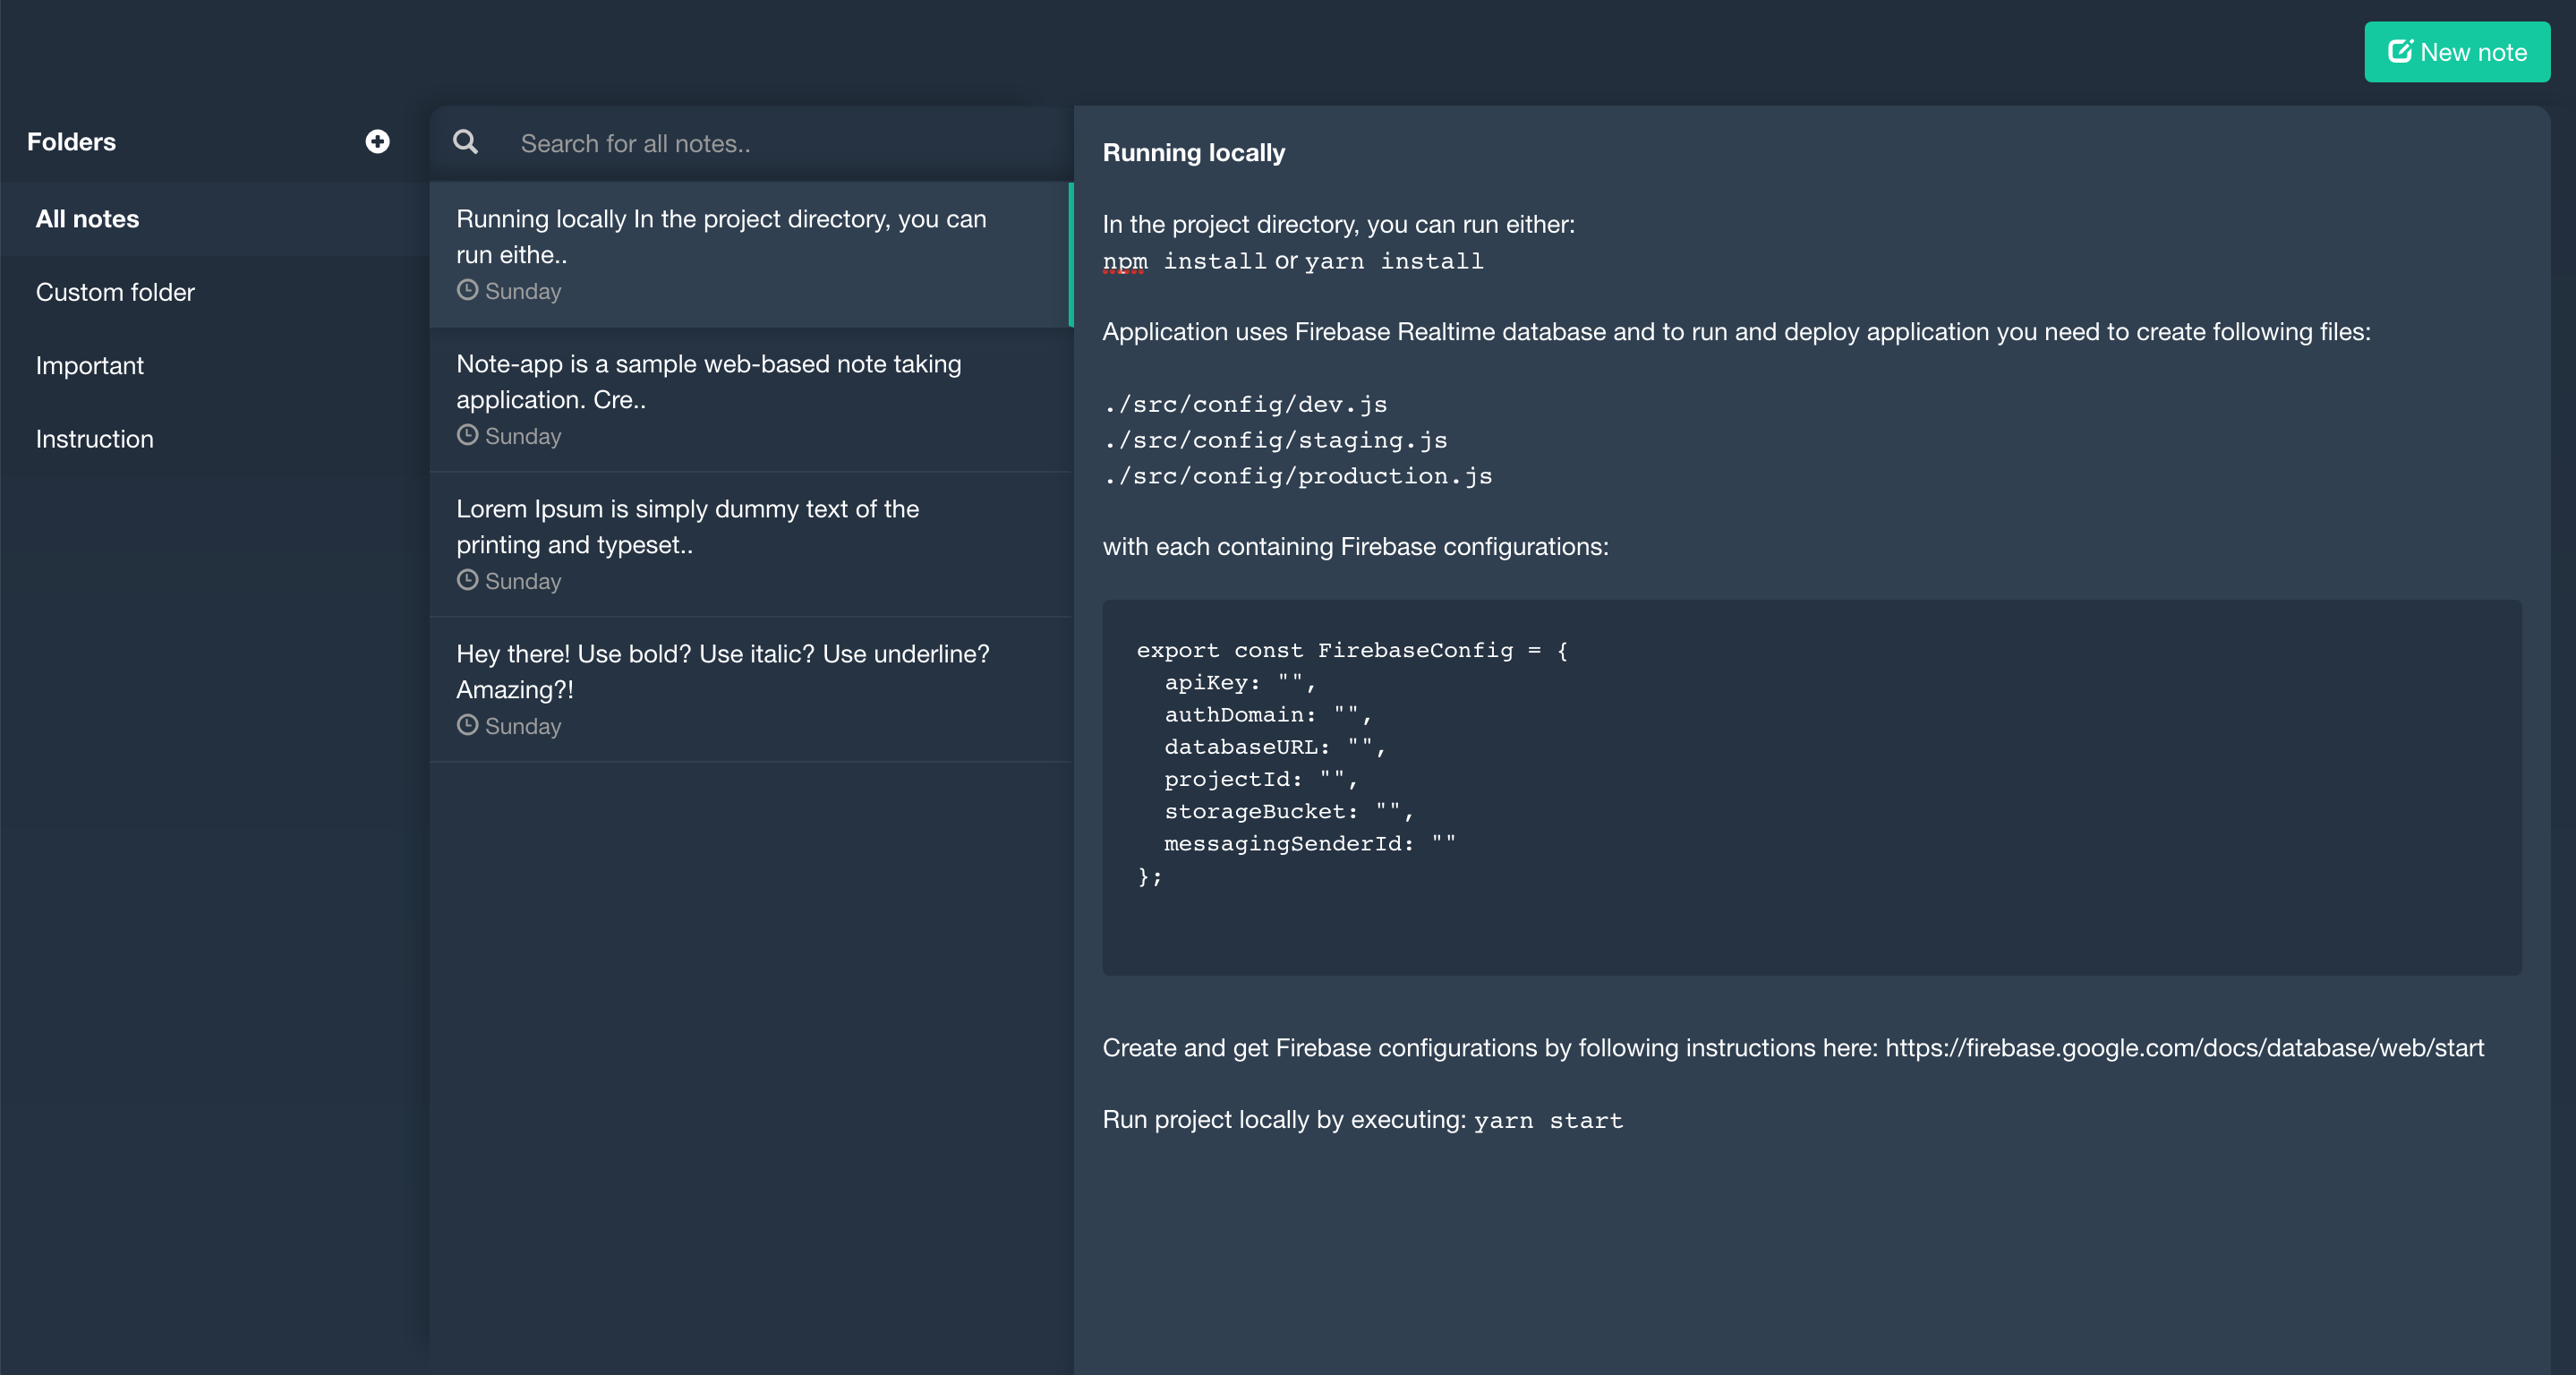 New note
Folders
All notes
Custom folder
Important
Instruction
Search for all notes..
Running locally In the project directory, you can
run eithe..
Sunday
Note-app is a sample web-based note taking
application. Cre..
Sunday
Lorem Ipsum is simply dummy text of the
printing and typeset..
Sunday
Hey there! Use bold? Use italic? Use underline?
Amazing?!
Sunday
Running locally
In the project directory, you can run either:
npm install or yarn install
Application uses Firebase Realtime database and to run and deploy application you need to create following files:
./src/config/dev.js
./src/config/staging.js
./src/config/production.js
with each containing Firebase configurations:
export const FirebaseConfig = {
  apiKey: "",
  authDomain: "",
  databaseURL: "",
  projectId: "",
  storageBucket: "",
  messagingSenderId: ""
};
Create and get Firebase configurations by following instructions here: https://firebase.google.com/docs/database/web/start
Run project locally by executing: yarn start